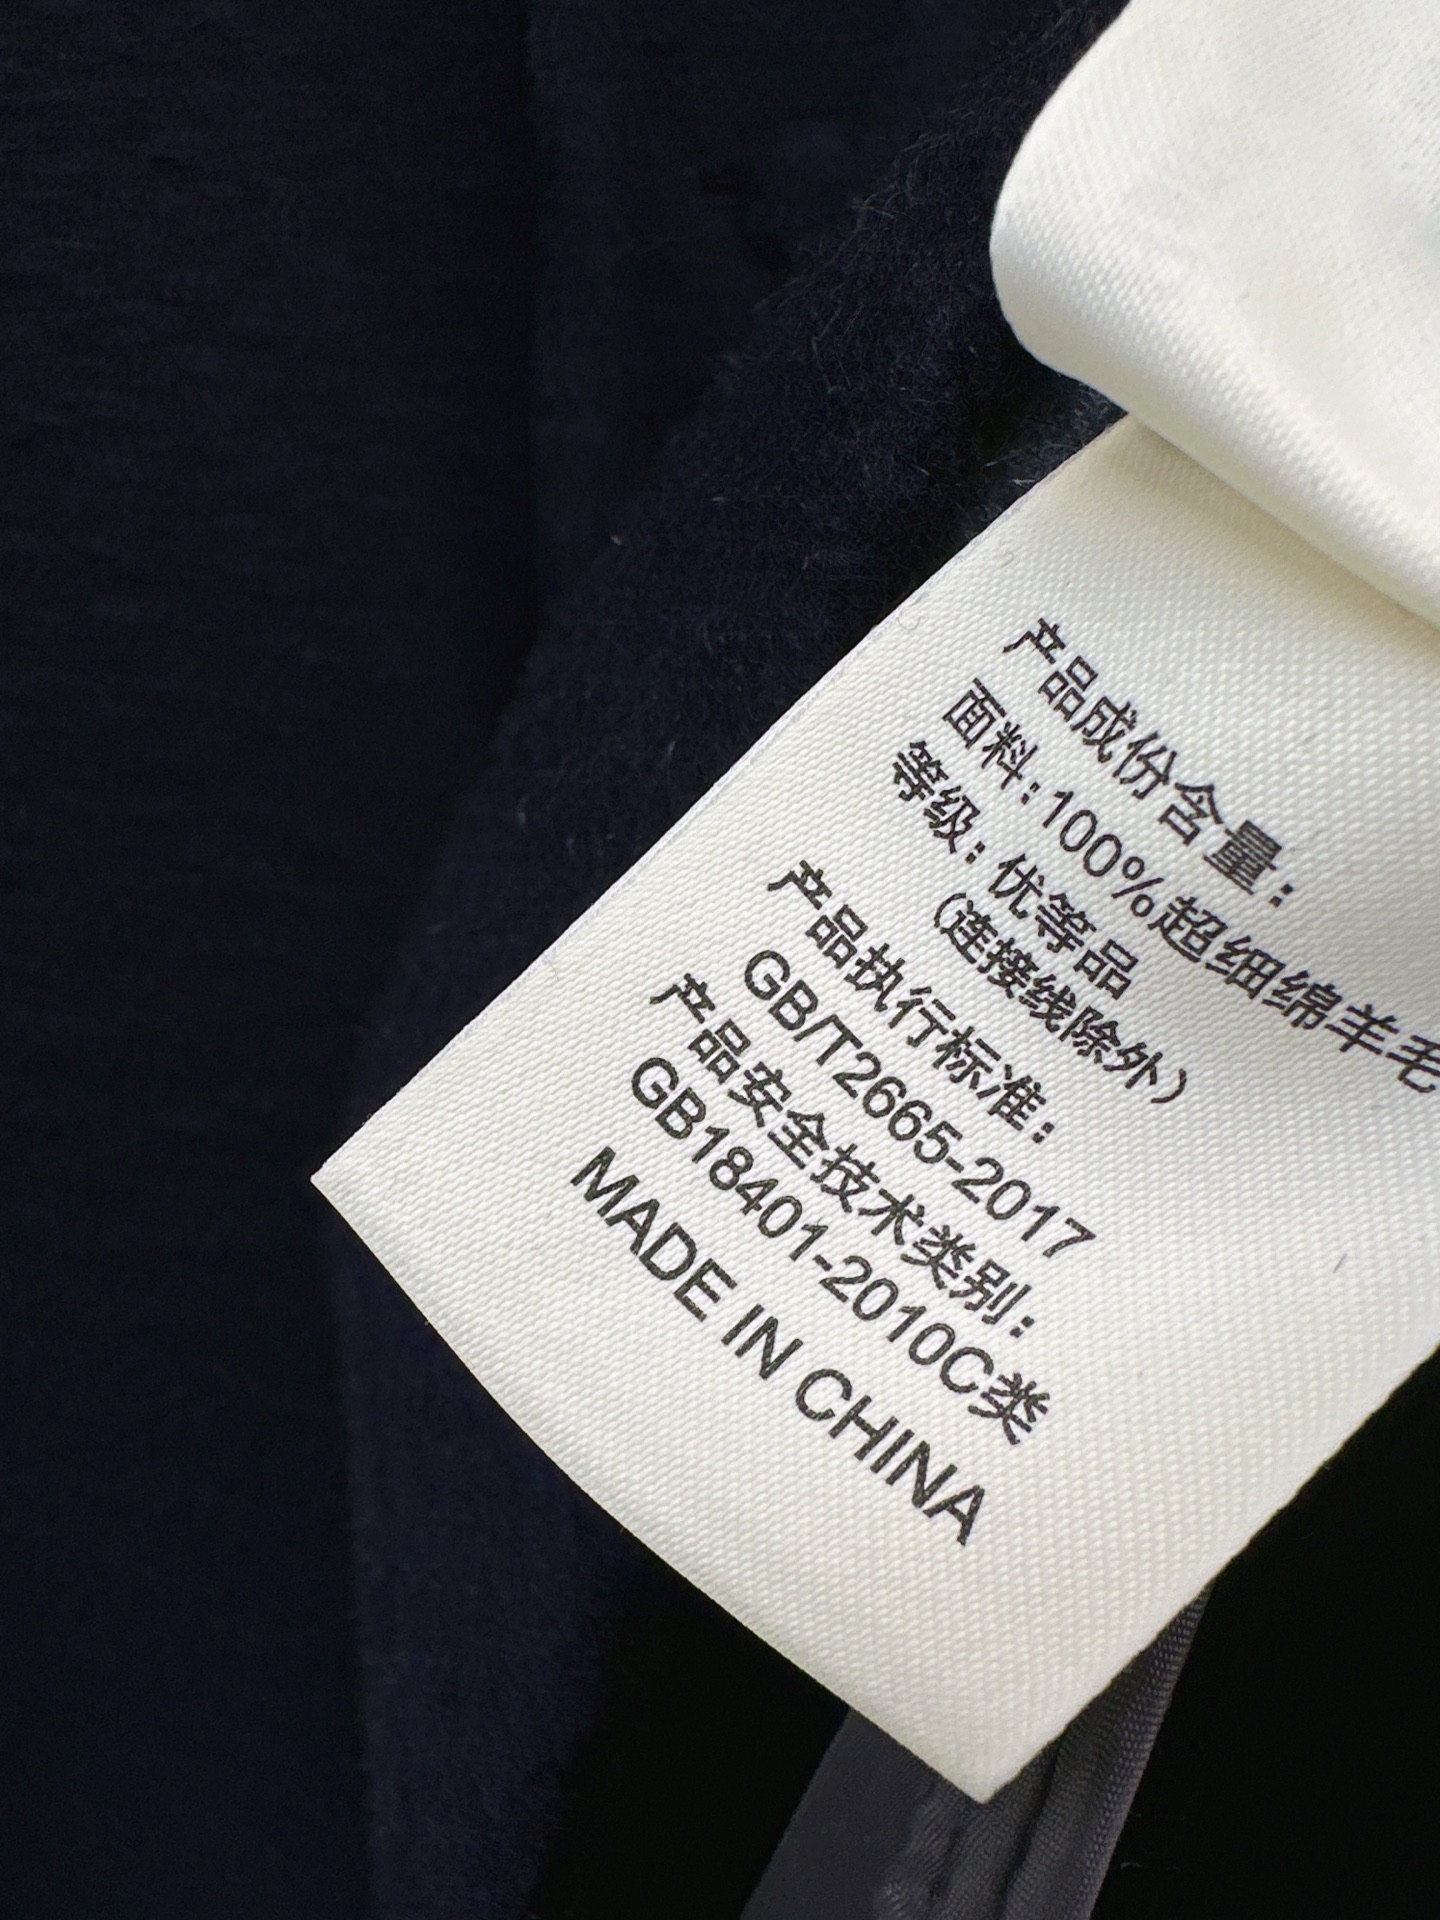 产品成份含量:
面料:100%超细绵羊毛
等级:优等品
(连接线除外)
产品执行标准:
GB/T2665-2017
产品安全技术类别:
GB18401-2010C类
MADE IN CHINA